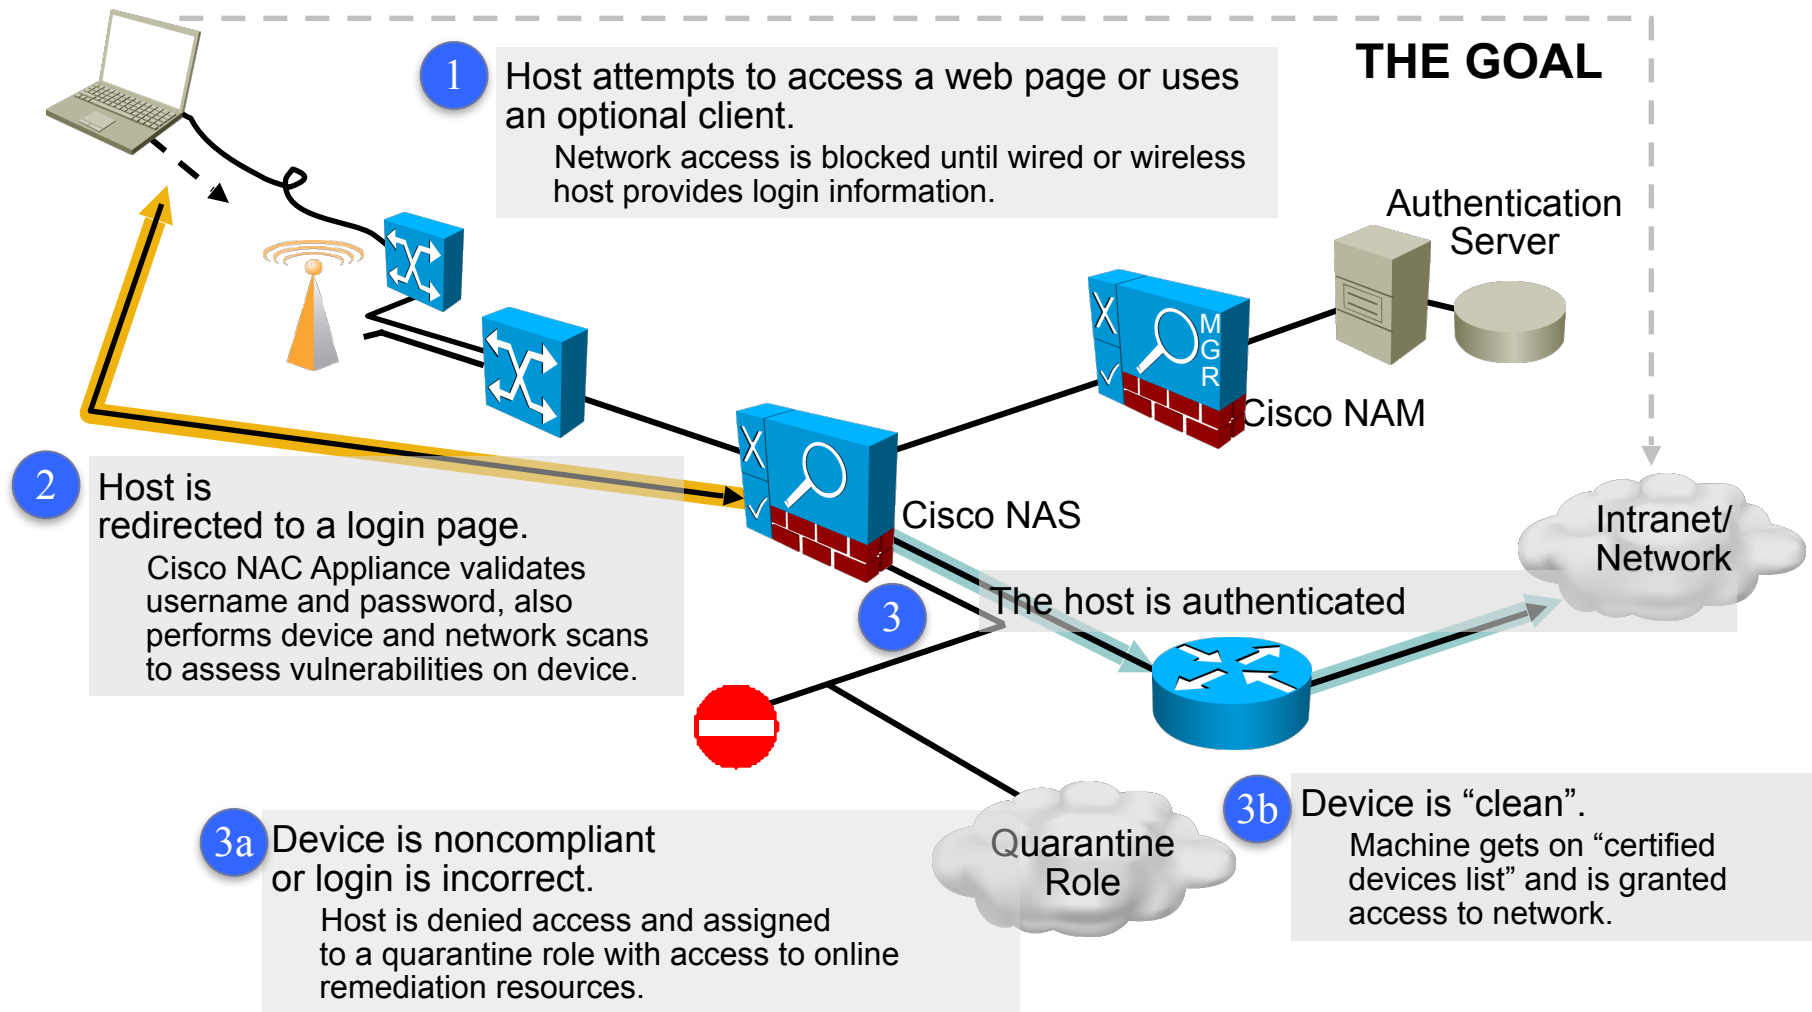 THE GOAL
1
Host attempts to access a web page or uses
an optional client.
Network access is blocked until wired or wireless
host provides login information.
Authentication
Server
M
G
R
Cisco NAM
2
Host is
redirected to a login page.
Cisco NAC Appliance validates
username and password, also
performs device and network scans
to assess vulnerabilities on device.
Cisco NAS
Intranet/
Network
3
The host is authenticated
3a
Device is noncompliant
or login is incorrect.
Host is denied access and assigned
to a quarantine role with access to online
remediation resources.
Quarantine
Role
3b
Device is “clean”.
Machine gets on “certified
devices list” and is granted
access to network.